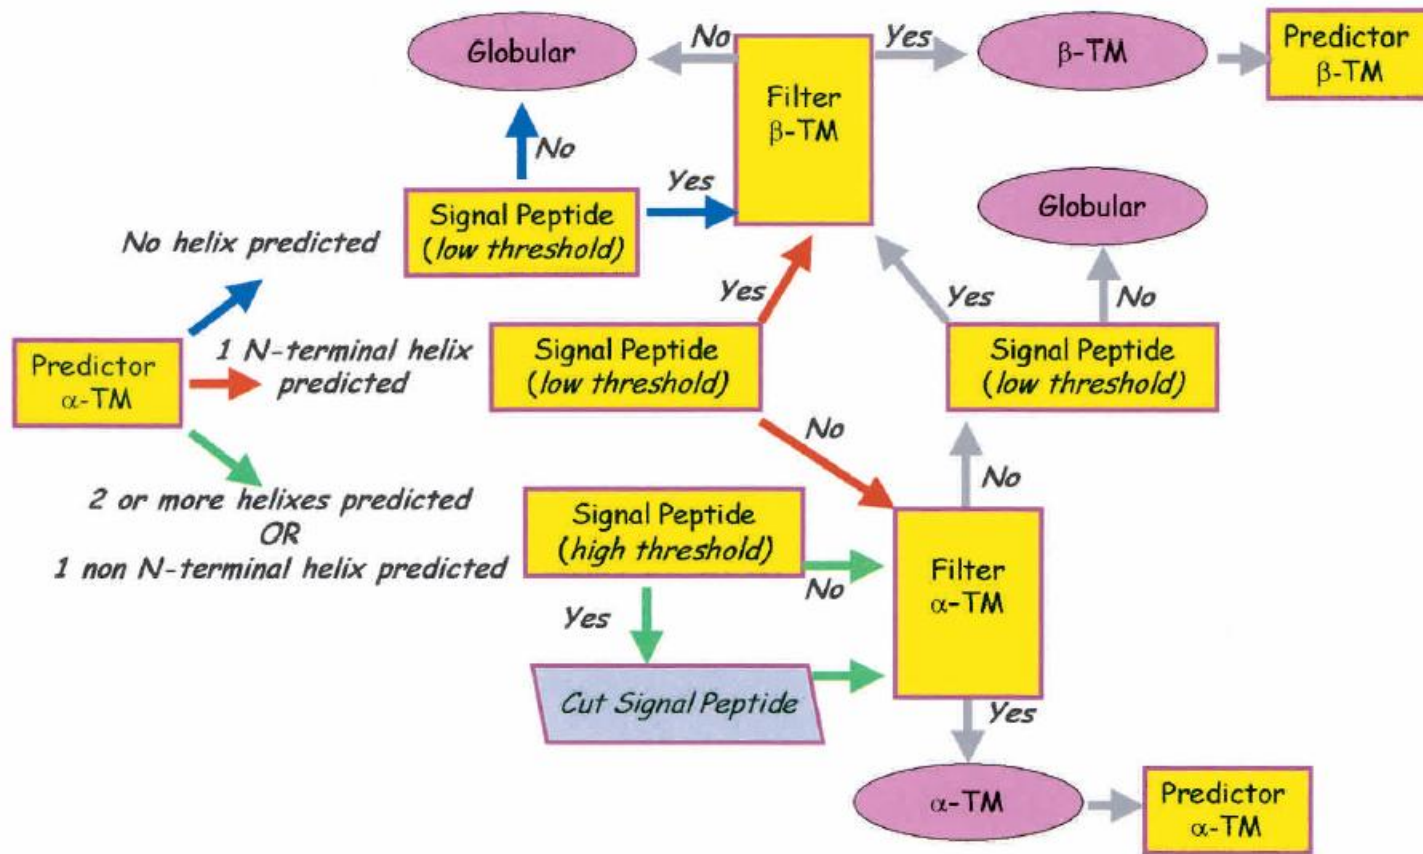 Globular
No
Yes
β-TM
Predictor
β-TM
Filter
β-TM
No
Yes
Signal Peptide
(low threshold)
Globular
No helix predicted
Yes
Yes
No
Predictor
α-TM
1 N-terminal helix
predicted
Signal Peptide
(low threshold)
Signal Peptide
(low threshold)
No
No
2 or more helixes predicted
OR
1 non N-terminal helix predicted
Signal Peptide
(high threshold)
No
Filter
α-TM
Yes
Cut Signal Peptide
Yes
α-TM
Predictor
α-TM